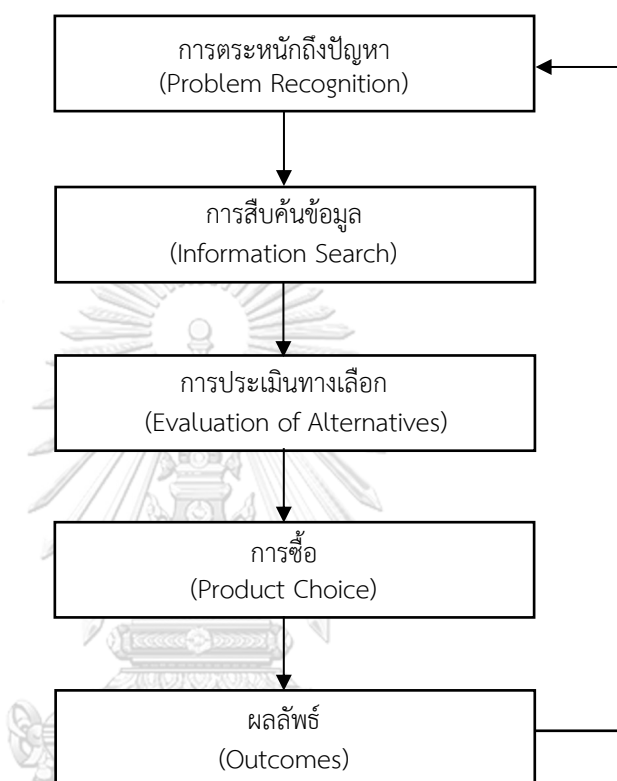 การตระหนักถึงปัญหา
(Problem Recognition)
การสืบค้นข้อมูล
(Information Search)
การประเมินทางเลือก
(Evaluation of Alternatives)
การซื้อ
(Product Choice)
ผลลัพธ์
(Outcomes)